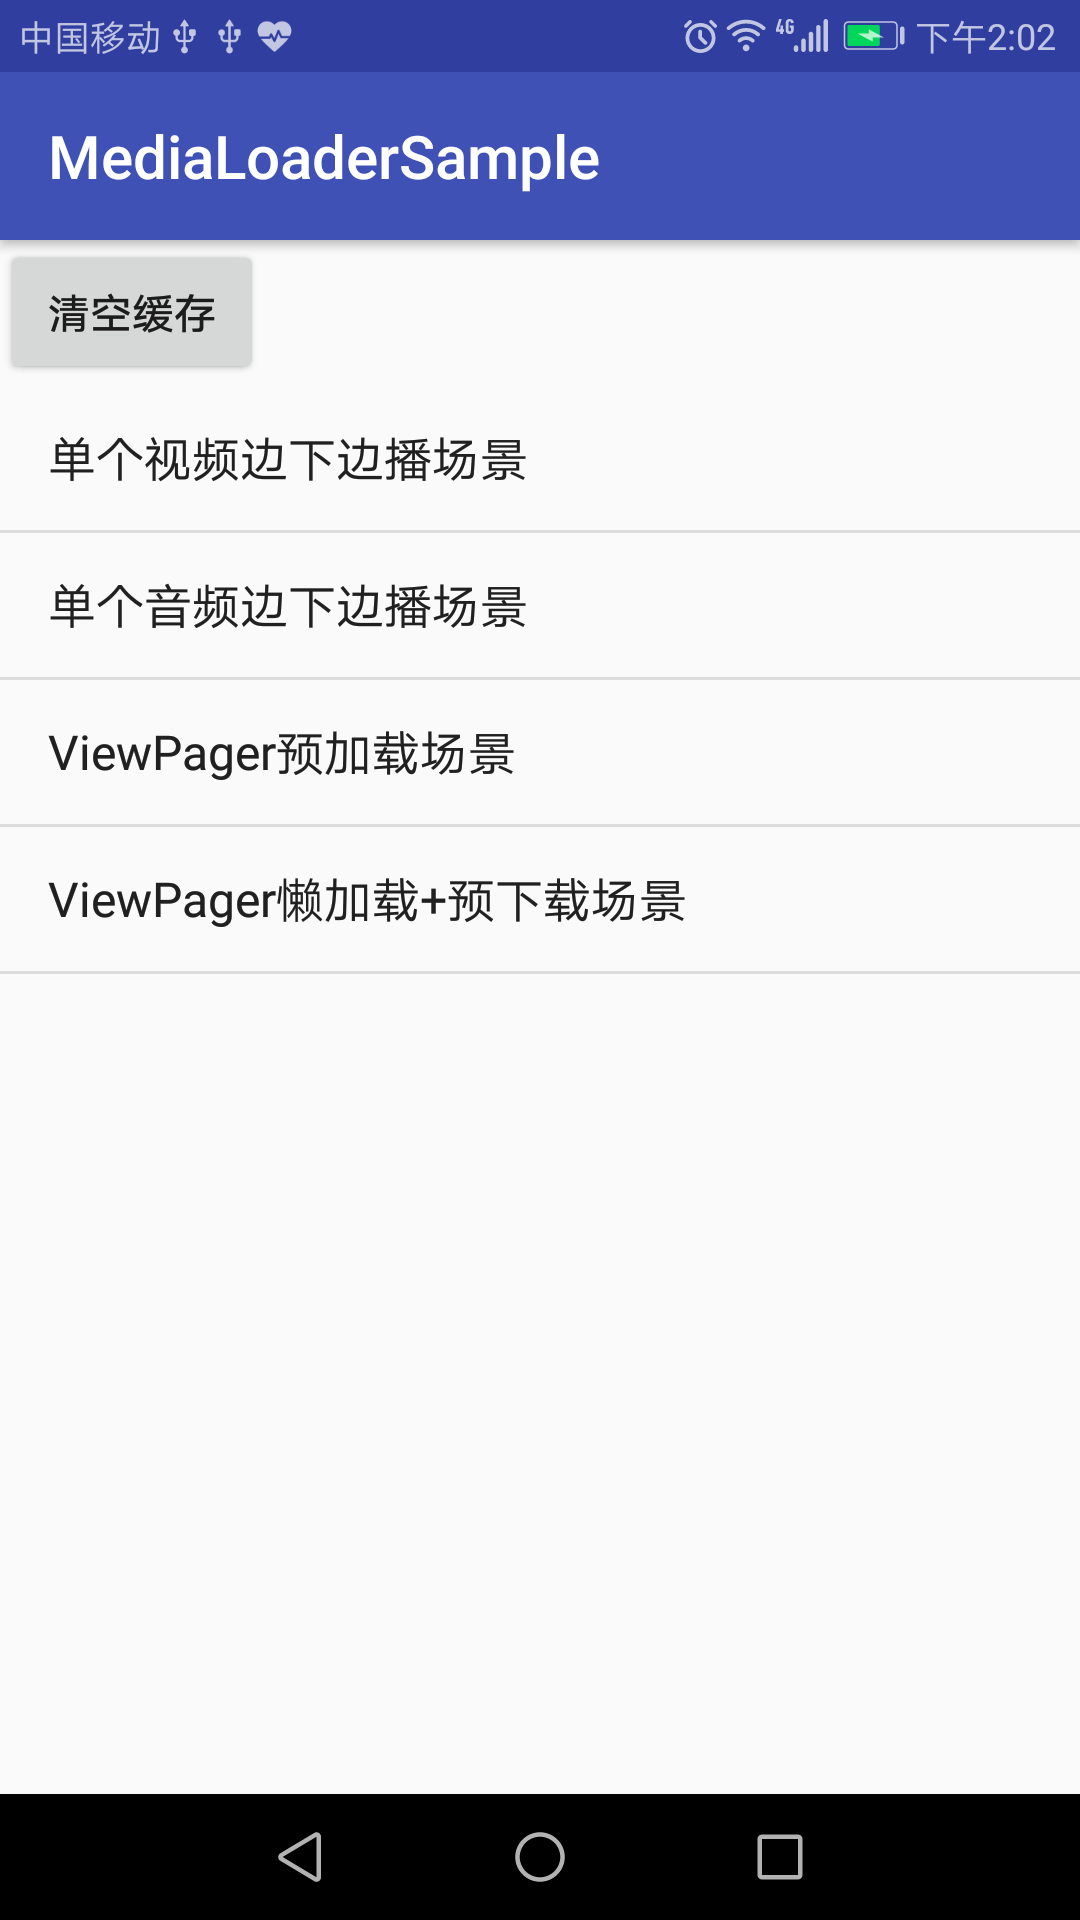 中国移动 4G 下午2:02
MediaLoaderSample
清空缓存
单个视频边下边播场景
单个音频边下边播场景
ViewPager预加载场景
ViewPager懒加载+预下载场景